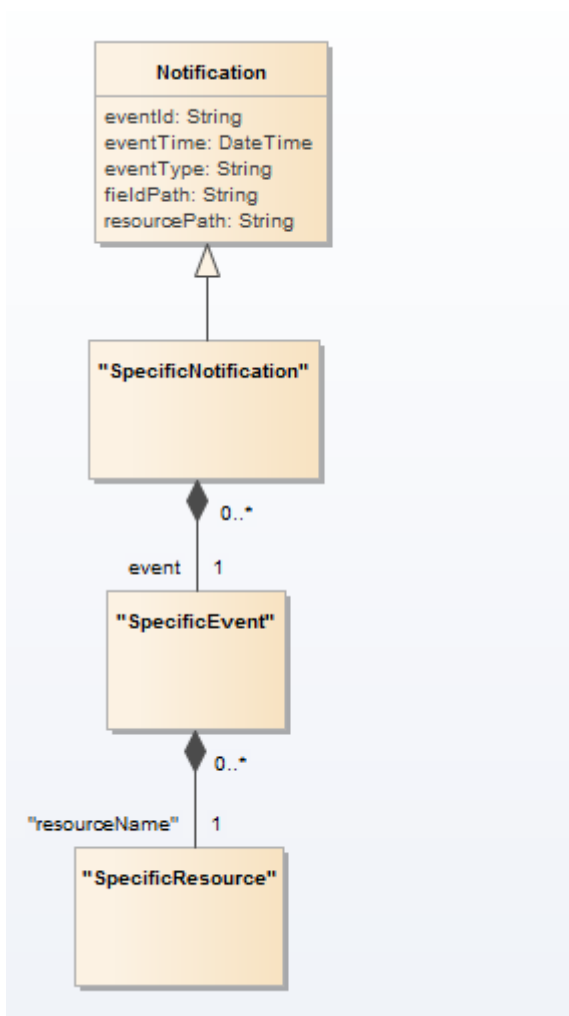 Notification
eventId: String
eventTime: DateTime
eventType: String
fieldPath: String
resourcePath: String
"SpecificNotification"
0..*
event 1
"SpecificEvent"
0..*
"resourceName" 1
"SpecificResource"